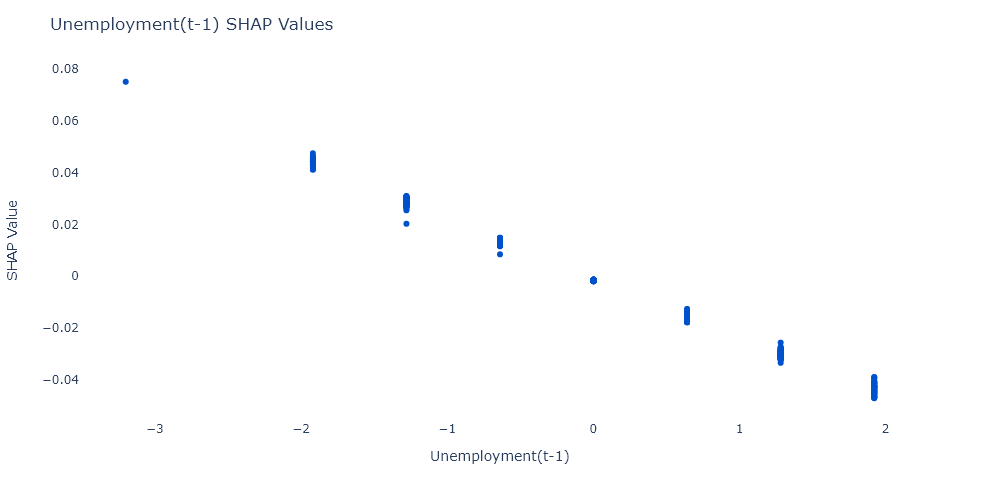 Unemployment(t-1) SHAP Values
0.08
0.06
0.04
0.02
0
−0.02
−0.04
SHAP Value
−3 −2 −1 0 1 2
Unemployment(t-1)